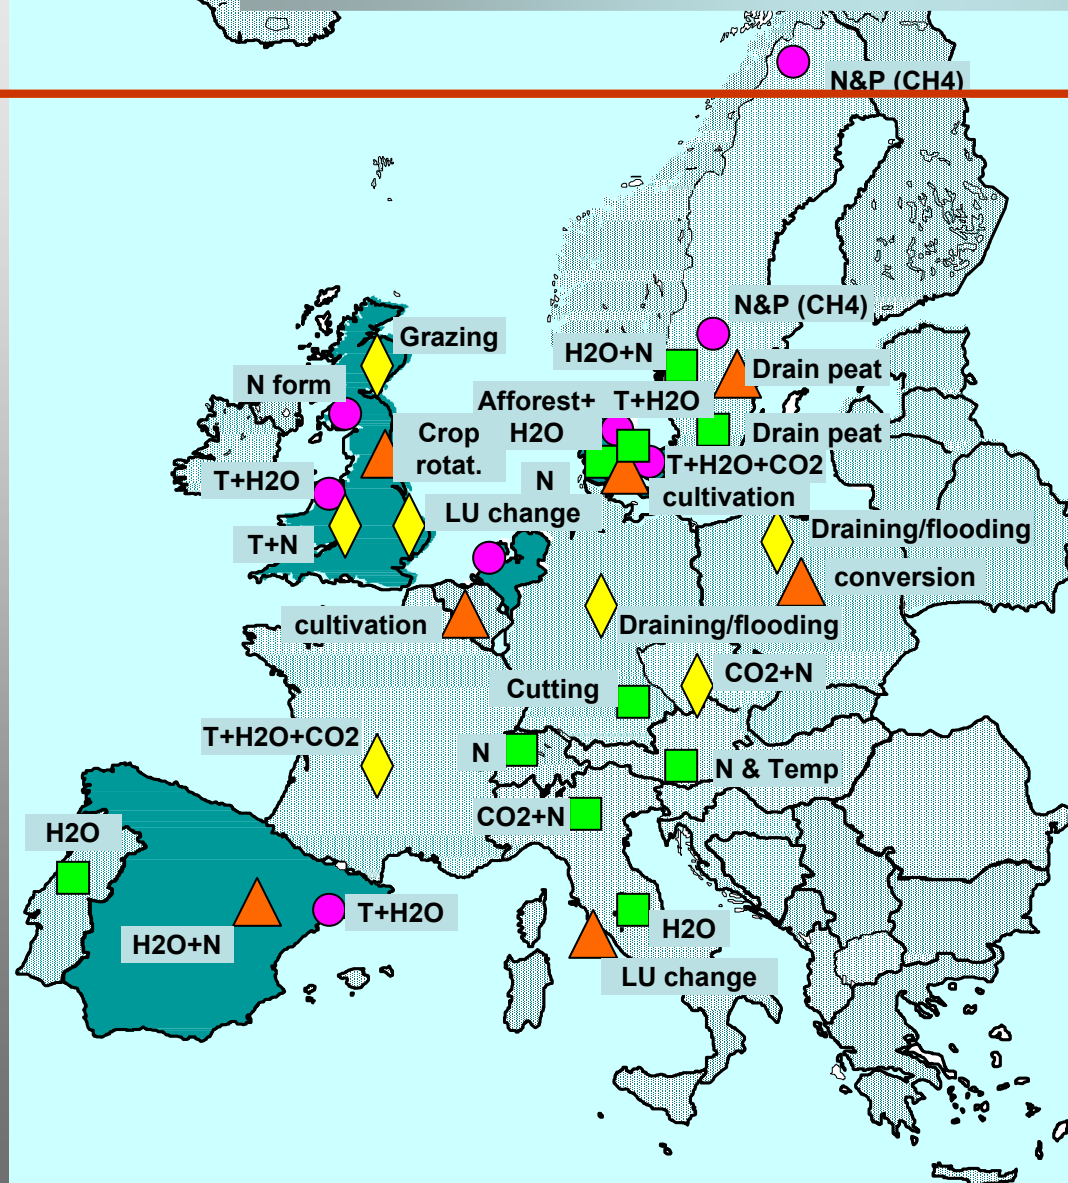 N&P (CH4)
N&P (CH4)
Grazing
H2O+N
Drain peat
N form
Afforest+
T+H2O
Crop
rotat.
H2O
Drain peat
T+H2O
N
T+H2O+CO2
cultivation
LU change
T+N
Draining/flooding
conversion
cultivation
Draining/flooding
CO2+N
Cutting
T+H2O+CO2
N
N & Temp
CO2+N
H2O
T+H2O
H2O
H2O+N
LU change